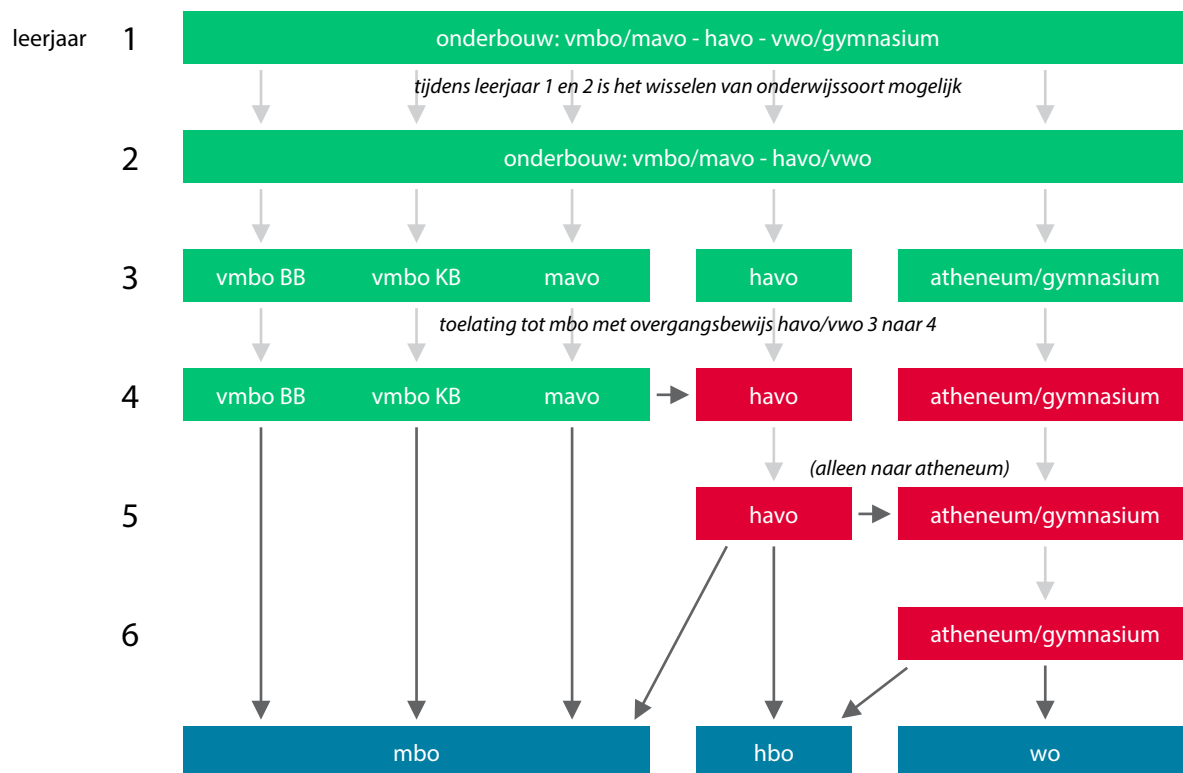 leerjaar 1 onderbouw: vmbo/mavo - havo - vwo/gymnasium
tijdens leerjaar 1 en 2 is het wisselen van onderwijssoort mogelijk
2 onderbouw: vmbo/mavo - havo/vwo
3 vmbo BB vmbo KB mavo havo atheneum/gymnasium
toelating tot mbo met overgangsbewijs havo/vwo 3 naar 4
4 vmbo BB vmbo KB mavo havo atheneum/gymnasium
(alleen naar atheneum)
5 havo atheneum/gymnasium
6 atheneum/gymnasium
mbo hbo wo